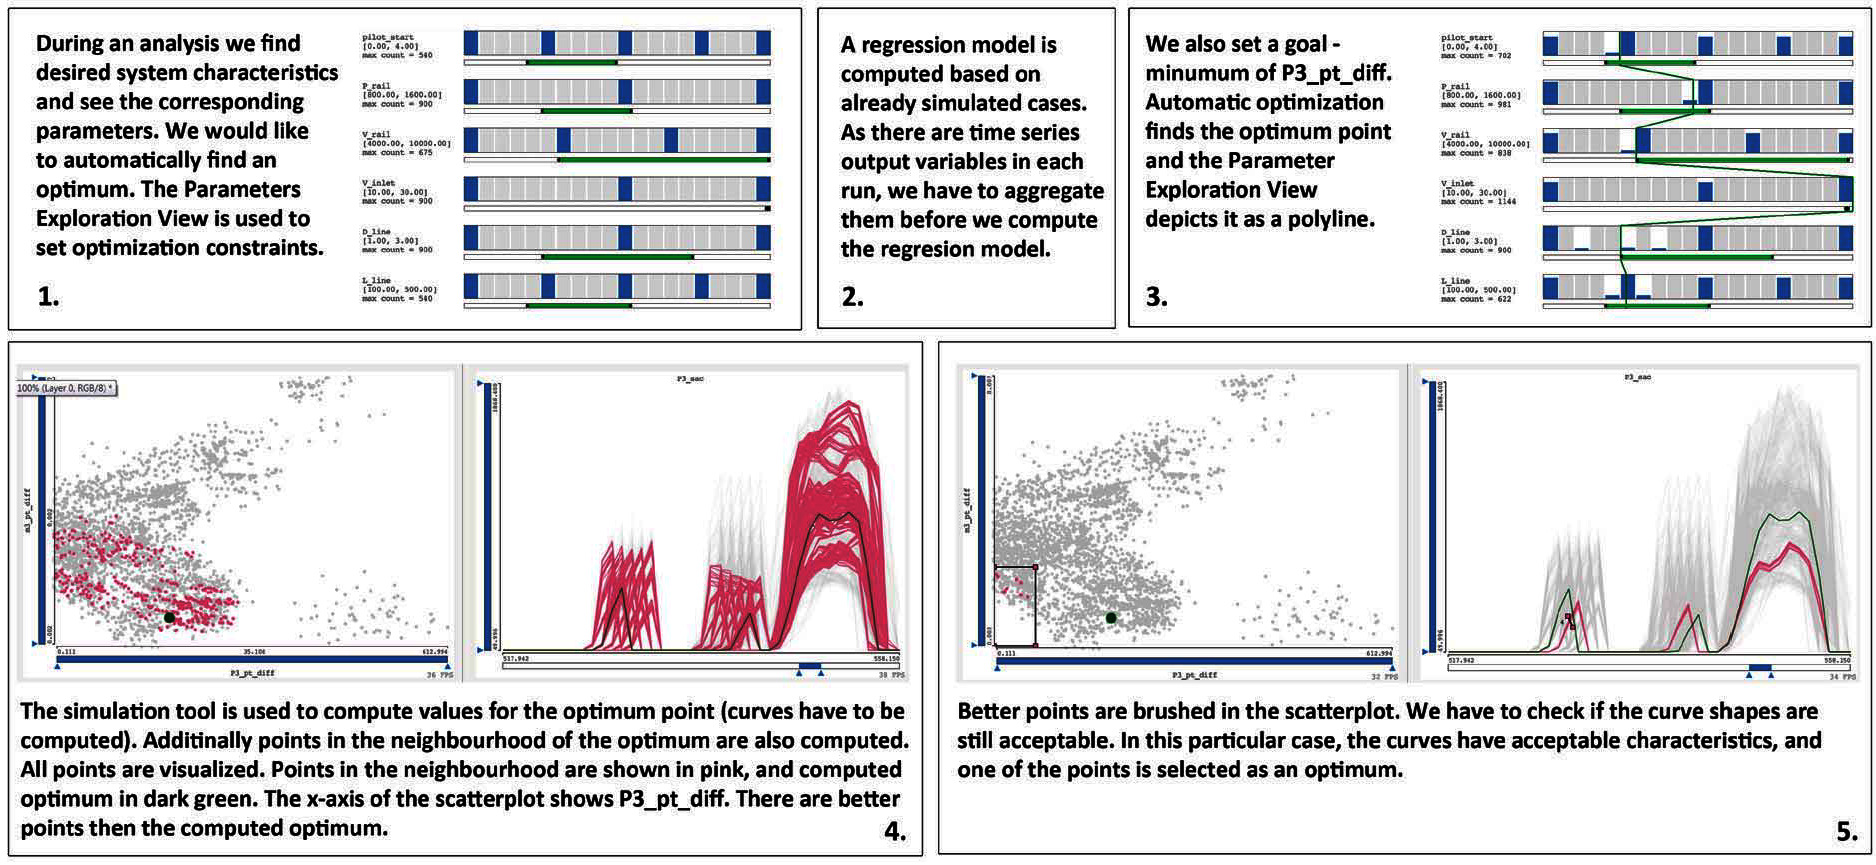 During an analysis we find
desired system characteristics
and see the corresponding
parameters. We would like
to automatically find an
optimum. The Parameters
Exploration View is used to
set optimization constraints.
1.
pilot_start
[0.00, 4.00]
max count = 540
P_rail
[800.00, 1600.00]
max count = 900
V_rail
[4000.00, 10000.00]
max count = 675
V_inlet
[10.00, 30.00]
max count = 900
D_line
[1.00, 3.00]
max count = 900
L_line
[100.00, 500.00]
max count = 540
A regression model is
computed based on
already simulated cases.
As there are time series
output variables in each
run, we have to aggregate
them before we compute
the regresion model.
2.
We also set a goal -
minumum of P3_pt_diff.
Automatic optimization
finds the optimum point
and the Parameter
Exploration View
depicts it as a polyline.
3.
pilot_start
[0.00, 4.00]
max count = 702
P_rail
[800.00, 1600.00]
max count = 981
V_rail
[4000.00, 10000.00]
max count = 838
V_inlet
[10.00, 30.00]
max count = 1144
D_line
[1.00, 3.00]
max count = 900
L_line
[100.00, 500.00]
max count = 622
100% (Layer 0, RGB/8) *
m3_pt_diff
0.002
0.002
0.111
35.106
612.994
P3_pt_diff
36 FPS
P3_sac
1868.400
49.996
517.942
558.150
38 FPS
The simulation tool is used to compute values for the optimum point (curves have to be
computed). Additinally points in the neighbourhood of the optimum are also computed.
All points are visualized. Points in the neighbourhood are shown in pink, and computed
optimum in dark green. The x-axis of the scatterplot shows P3_pt_diff. There are better
points then the computed optimum.
4.
m3_pt_diff
0.111
612.994
P3_pt_diff
32 FPS
P3_sac
1868.400
49.996
517.942
558.150
34 FPS
Better points are brushed in the scatterplot. We have to check if the curve shapes are
still acceptable. In this particular case, the curves have acceptable characteristics, and
one of the points is selected as an optimum.
5.